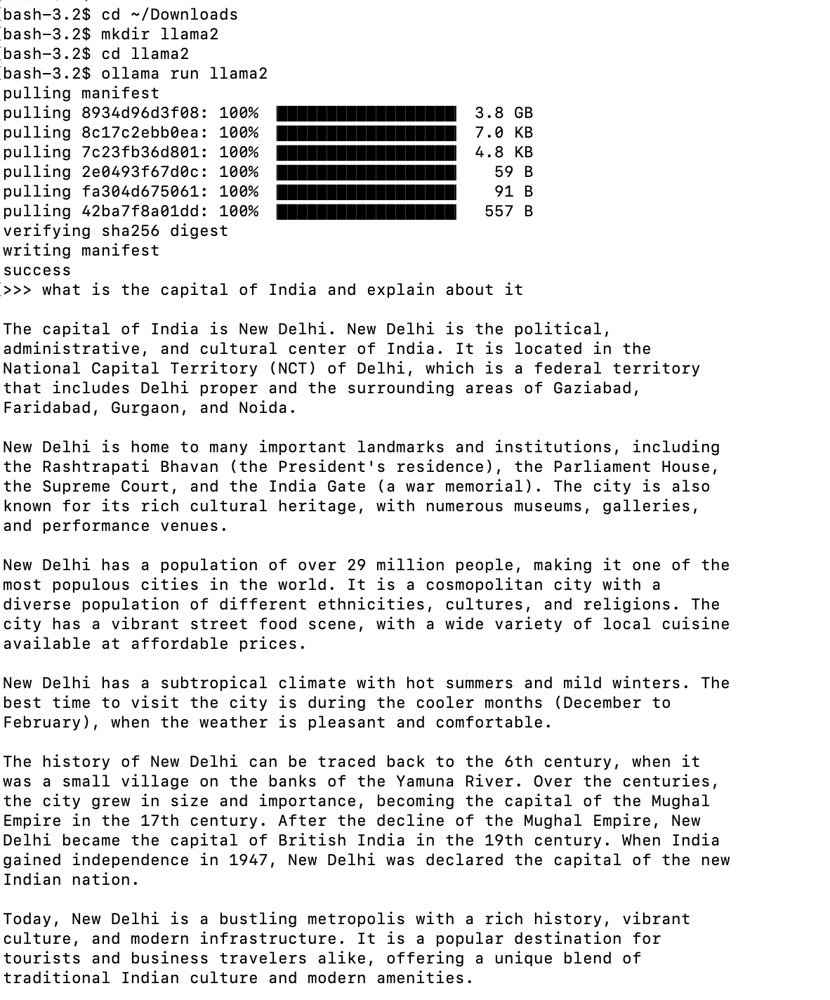 bash-3.2$ cd ~/Downloads
bash-3.2$ mkdir llama2
bash-3.2$ cd llama2
bash-3.2$ ollama run llama2
pulling manifest
pulling 8934d96d3f08: 100% 3.8 GB
pulling 8c17c2ebb0ea: 100% 7.0 KB
pulling 7c23fb36d801: 100% 4.8 KB
pulling 2e0493f67d0c: 100% 59 B
pulling fa304d675061: 100% 91 B
pulling 42ba7f8a01dd: 100% 557 B
verifying sha256 digest
writing manifest
success
>>> what is the capital of India and explain about it
The capital of India is New Delhi. New Delhi is the political,
administrative, and cultural center of India. It is located in the
National Capital Territory (NCT) of Delhi, which is a federal territory
that includes Delhi proper and the surrounding areas of Gaziabad,
Faridabad, Gurgaon, and Noida.
New Delhi is home to many important landmarks and institutions, including
the Rashtrapati Bhavan (the President's residence), the Parliament House,
the Supreme Court, and the India Gate (a war memorial). The city is also
known for its rich cultural heritage, with numerous museums, galleries,
and performance venues.
New Delhi has a population of over 29 million people, making it one of the
most populous cities in the world. It is a cosmopolitan city with a
diverse population of different ethnicities, cultures, and religions. The
city has a vibrant street food scene, with a wide variety of local cuisine
available at affordable prices.
New Delhi has a subtropical climate with hot summers and mild winters. The
best time to visit the city is during the cooler months (December to
February), when the weather is pleasant and comfortable.
The history of New Delhi can be traced back to the 6th century, when it
was a small village on the banks of the Yamuna River. Over the centuries,
the city grew in size and importance, becoming the capital of the Mughal
Empire in the 17th century. After the decline of the Mughal Empire, New
Delhi became the capital of British India in the 19th century. When India
gained independence in 1947, New Delhi was declared the capital of the new
Indian nation.
Today, New Delhi is a bustling metropolis with a rich history, vibrant
culture, and modern infrastructure. It is a popular destination for
tourists and business travelers alike, offering a unique blend of
traditional Indian culture and modern amenities.